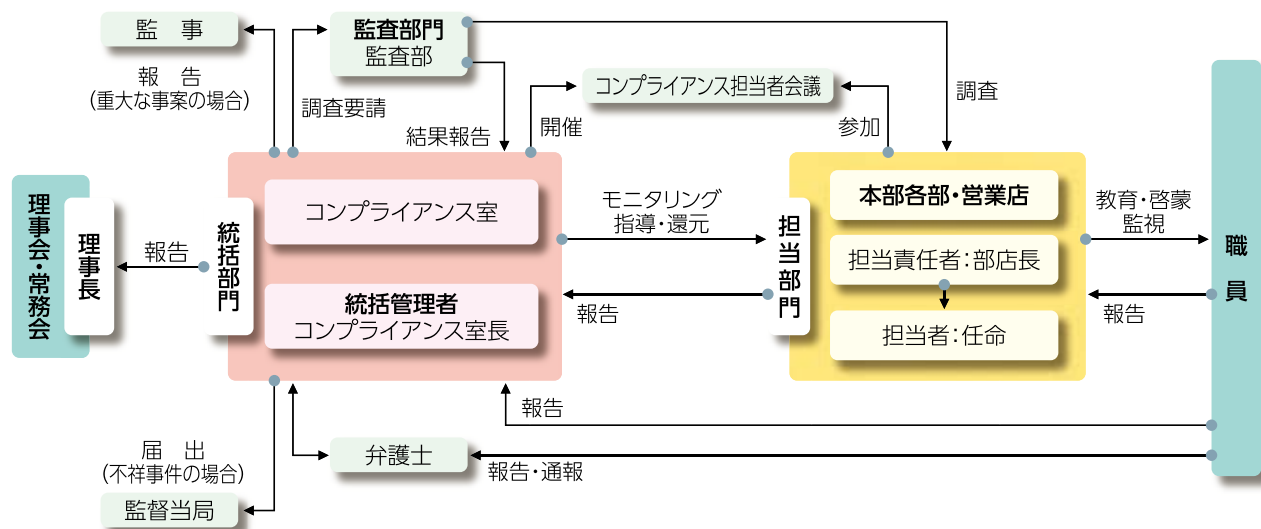 監 事
報 告
(重大な事案の場合)
調査要請
監査部門
監査部
結果報告
コンプライアンス担当者会議
開催
参加
調査
理事会・常務会
理事長
報告
統括部門
コンプライアンス室
統括管理者
コンプライアンス室長
モニタリング
指導・還元
報告
担当部門
本部各部・営業店
担当責任者:部店長
担当者:任命
教育・啓蒙
監視
報告
職員
報告
届 出
(不祥事件の場合)
監督当局
弁護士
報告・通報